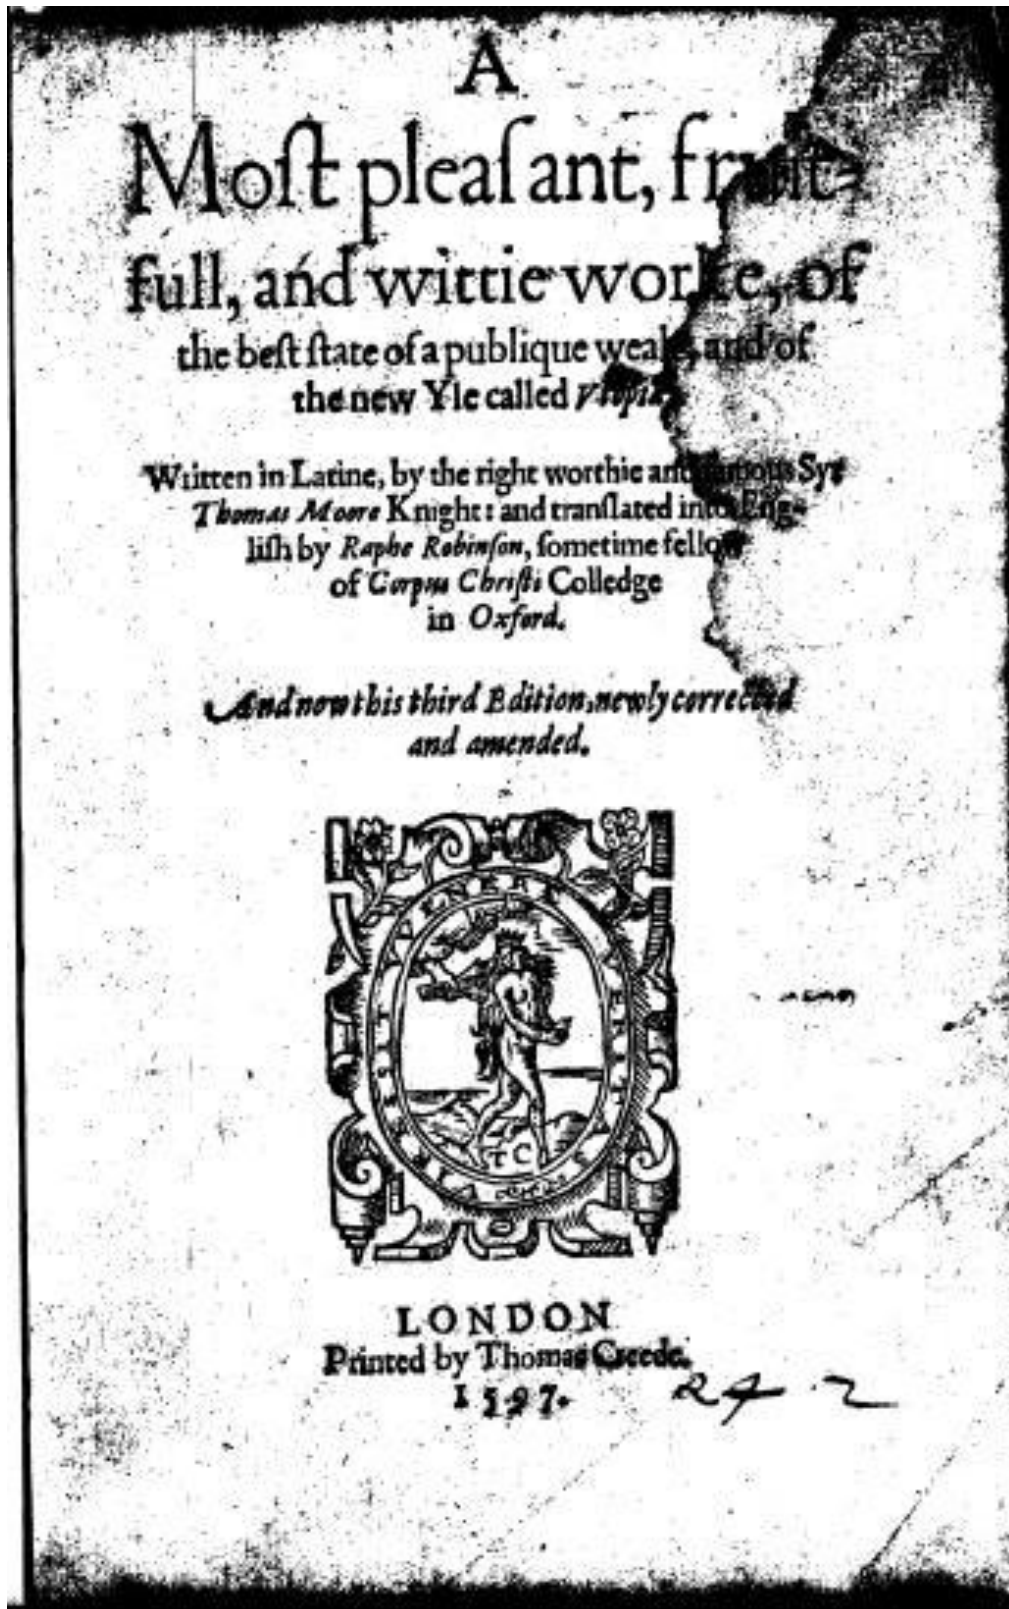 A
Moſt pleaſant, fruit-
full, and wittie worke, of
the beſt ſtate of a publique weale, and of
the new Yle called Vtopia
Written in Latine, by the right worthie and famous Syr
Thomas Moore Knight: and tranſlated into Eng-
liſh by Raphe Robinſon, ſometime fellow
of Corpus Chriſti Colledge
in Oxford.
And now this third Edition, newly corrected
and amended.
T C
LONDON
Printed by Thomas Creede.
1597.